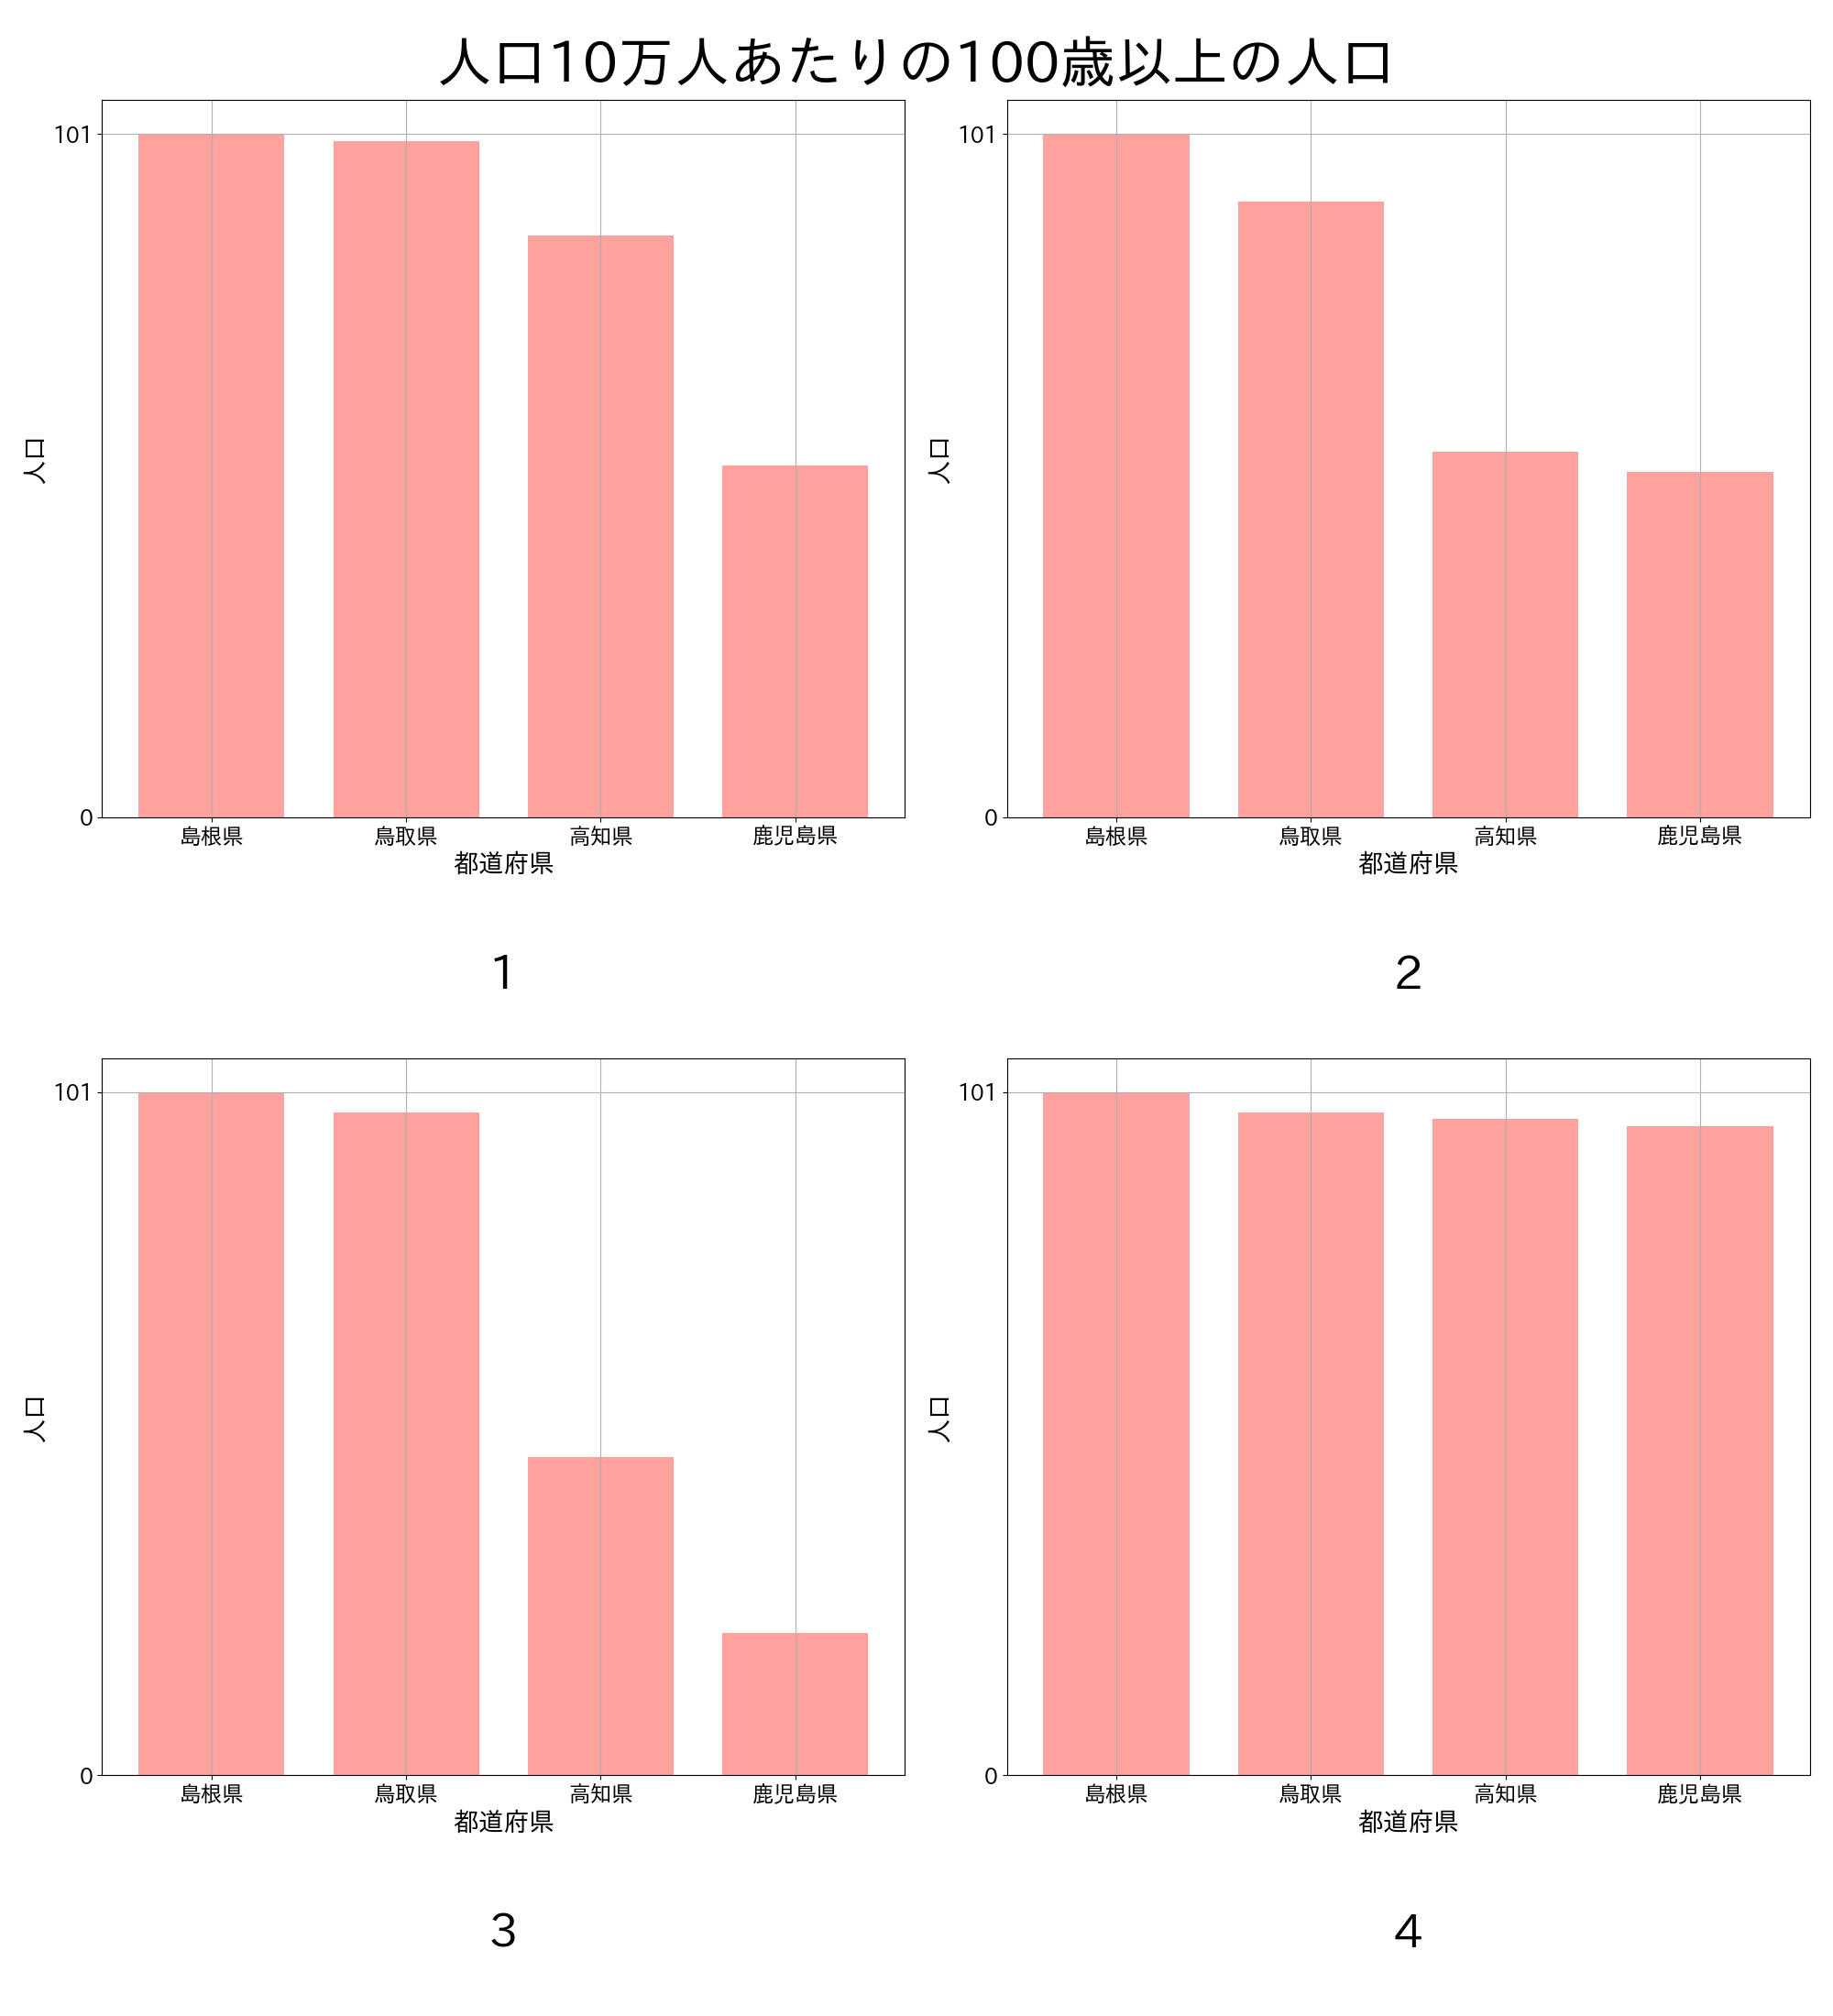 人口10万人あたりの100歳以上の人口
101
0
人口
島根県 鳥取県 高知県 鹿児島県
都道府県
1
101
0
人口
島根県 鳥取県 高知県 鹿児島県
都道府県
2
101
0
人口
島根県 鳥取県 高知県 鹿児島県
都道府県
3
101
0
人口
島根県 鳥取県 高知県 鹿児島県
都道府県
4